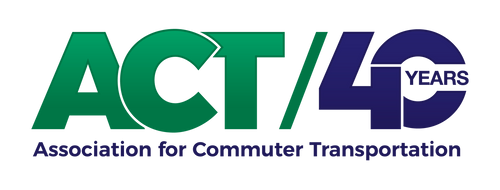 ACT/40 YEARS
Association for Commuter Transportation